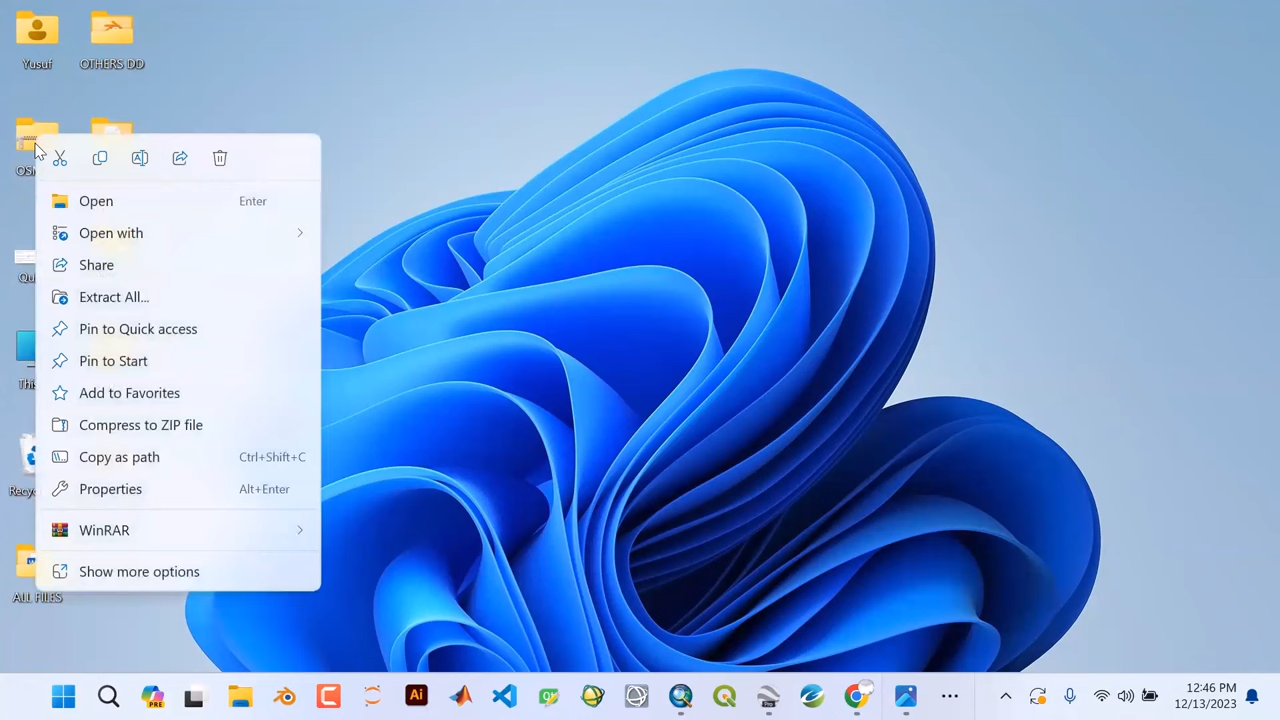 Yusuf
OTHERS DD
Open Enter
Open with
Share
Extract All...
Pin to Quick access
Pin to Start
Add to Favorites
Compress to ZIP file
Copy as path Ctrl+Shift+C
Properties Alt+Enter
WinRAR
Show more options
ALL FILES
PRE
Ai
12:46 PM
12/13/2023